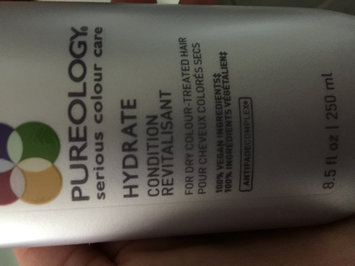 PUREOLOGY®
serious colour care
HYDRATE
CONDITION
REVITALISANT
FOR DRY COLOUR-TREATED HAIR
POUR CHEVEUX COLORÉS SECS
100% VEGAN INGREDIENTS‡
100% INGRÉDIENTS VÉGÉTALIENS‡
ANTIFADECOMPLEX®
8.5 fl oz | 250 ml